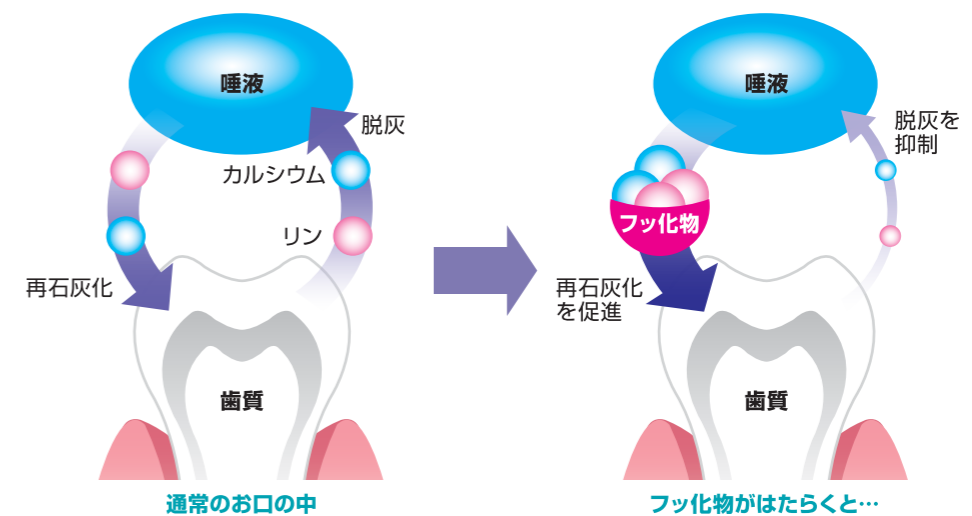 唾液
脱灰
カルシウム
リン
再石灰化
歯質
通常のお口の中
唾液
脱灰を
抑制
フッ化物
再石灰化
を促進
歯質
フッ化物がはたらくと…